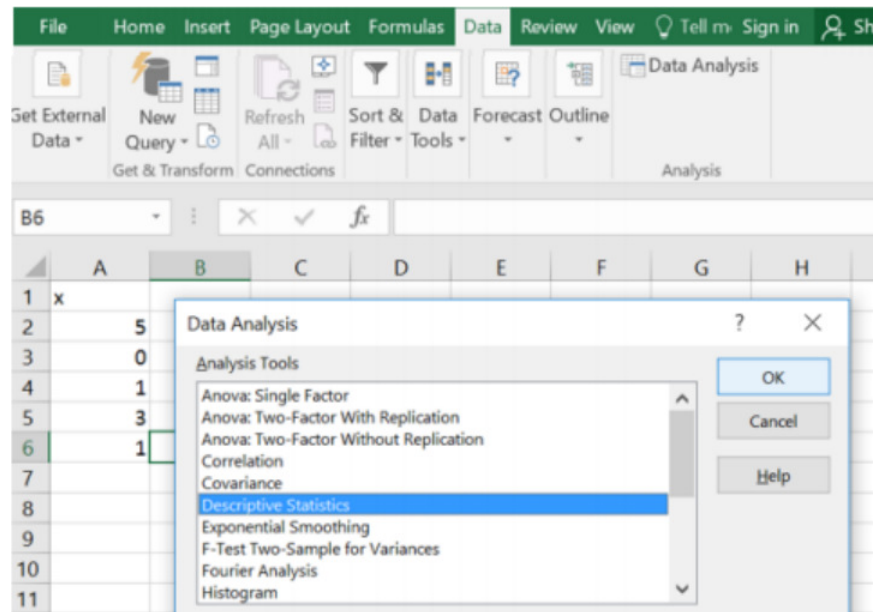 File Home Insert Page Layout Formulas Data Review View Tell m Sign in Sh
Get External Data
New Query
Refresh All
Sort & Filter
Data Tools
Forecast
Outline
Data Analysis
Get & Transform Connections Analysis
B6 fx
A B C D E F G H
1 x
2 5
3 0
4 1
5 3
6 1
7
8
9
10
11
Data Analysis ?
Analysis Tools
Anova: Single Factor
Anova: Two-Factor With Replication
Anova: Two-Factor Without Replication
Correlation
Covariance
Descriptive Statistics
Exponential Smoothing
F-Test Two-Sample for Variances
Fourier Analysis
Histogram
OK
Cancel
Help